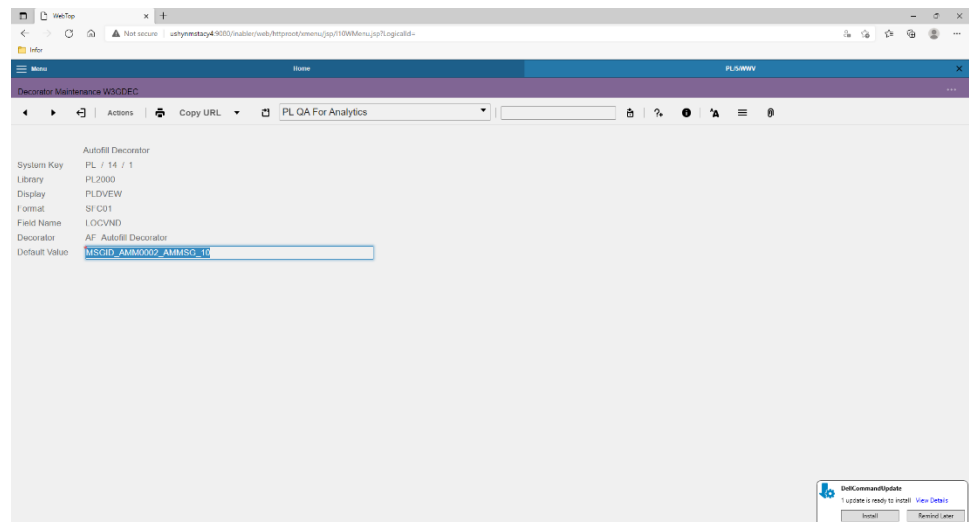 WebTop
Not secure ushynmstacy4:9080/inabler/web/httproot/xmenu/jsp/I10WMenu.jsp?LogicalId=
Infor
Menu Home PL/5/WWV
Decorator Maintenance W3GDEC
Actions Copy URL PL QA For Analytics
Autofill Decorator
System Key PL / 14 / 1
Library PL2000
Display PLDVEW
Format SFC01
Field Name LOCVND
Decorator AF Autofill Decorator
Default Value MSGID_AMM0002_AMMSG_10
DellCommandUpdate
1 update is ready to install View Details
Install Remind Later